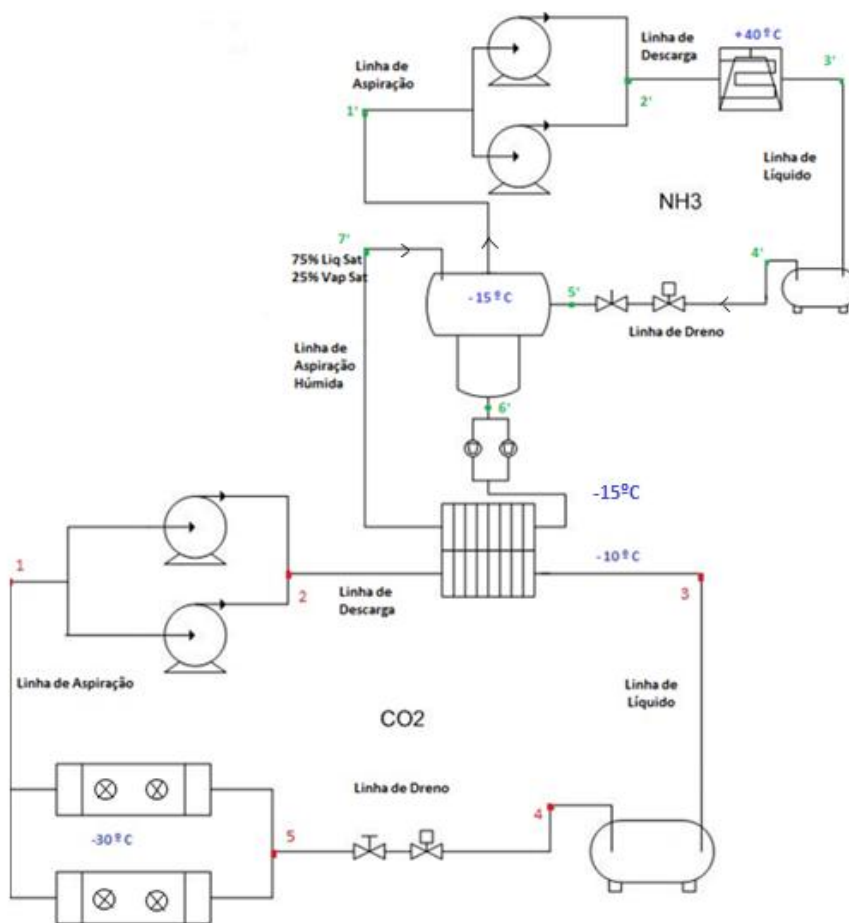 Linha de
Descarga
+40ºC
3'
Linha de
Aspiração
1'
2'
Linha de
Líquido
NH3
7'
75% Liq Sat
25% Vap Sat
4'
-15ºC
5'
Linha de Dreno
Linha de
Aspiração
Húmida
6'
-15ºC
-10ºC
1
2
3
Linha de
Descarga
Linha de Aspiração
Linha de
Líquido
CO2
Linha de Dreno
4
-30ºC
5